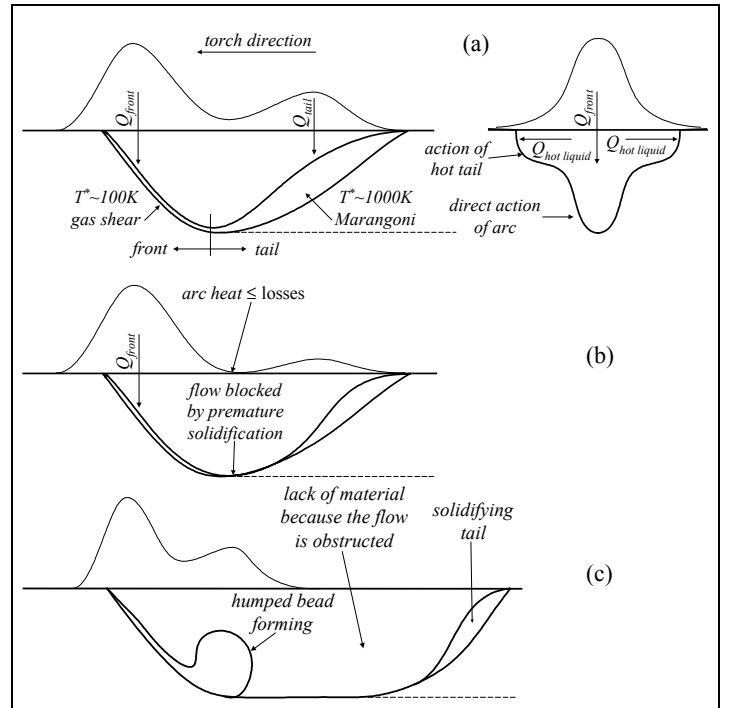 torch direction
(a)
Q_front
Q_tail
Q_front
action of
hot tail
Q_hot liquid
Q_hot liquid
T*~100K
gas shear
T*~1000K
Marangoni
direct action
of arc
front
tail
arc heat ≤ losses
(b)
Q_front
flow blocked
by premature
solidification
lack of material
because the flow
is obstructed
solidifying
tail
(c)
humped bead
forming